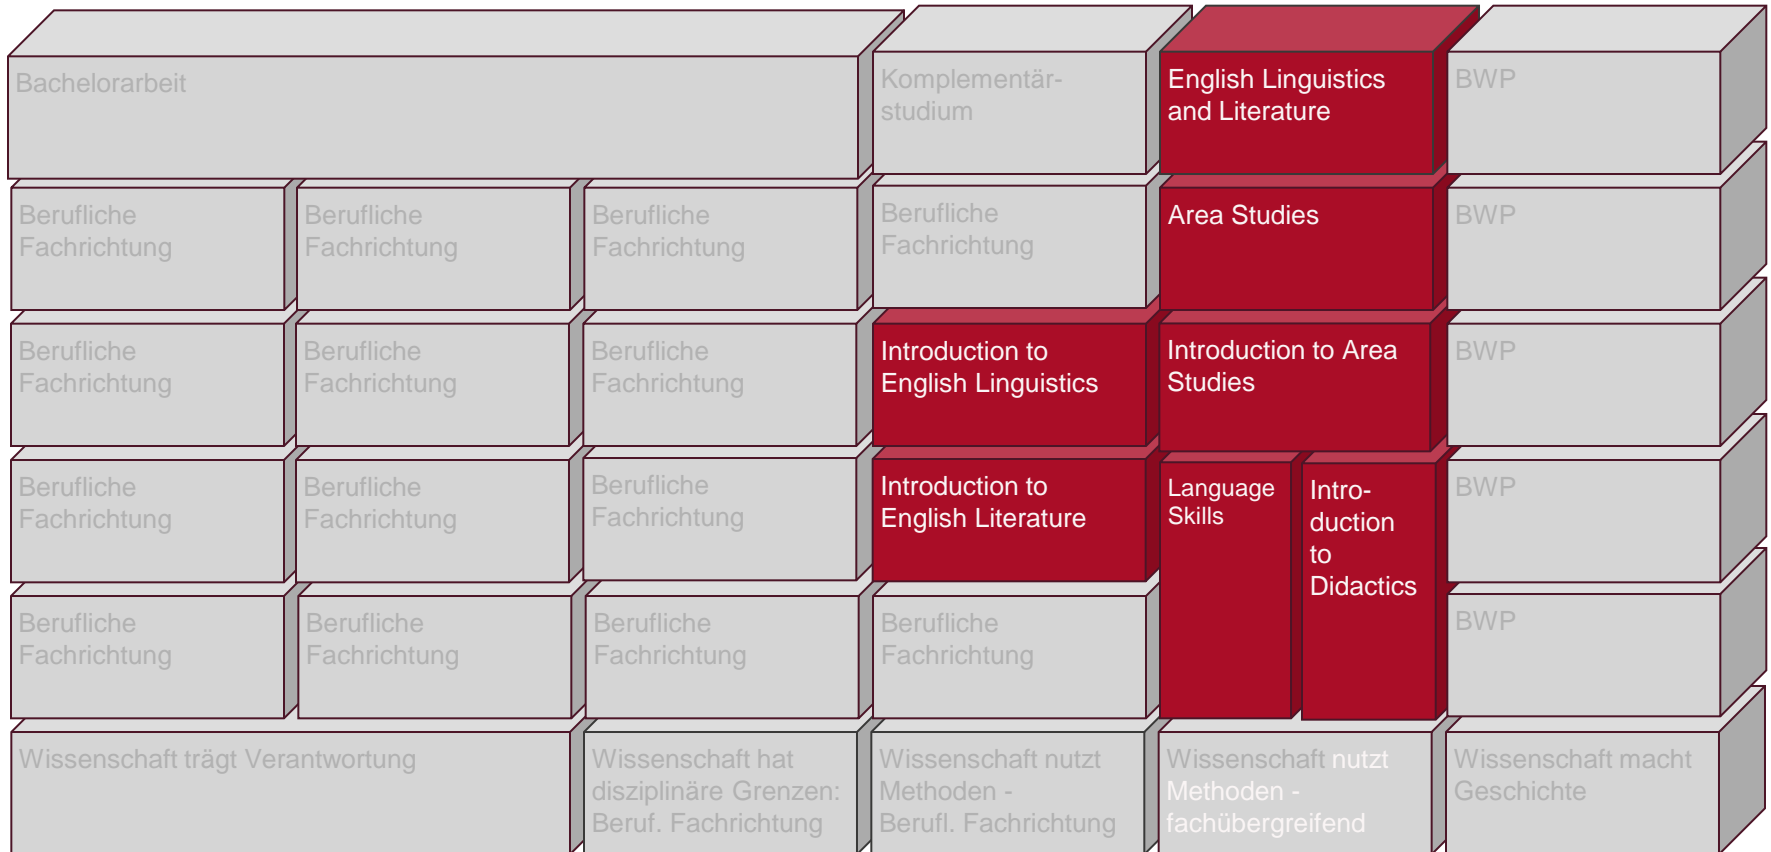 Bachelorarbeit
Komplementär-
studium
English Linguistics
and Literature
BWP
Berufliche
Fachrichtung
Berufliche
Fachrichtung
Berufliche
Fachrichtung
Berufliche
Fachrichtung
Area Studies
BWP
Berufliche
Fachrichtung
Berufliche
Fachrichtung
Berufliche
Fachrichtung
Introduction to
English Linguistics
Introduction to Area
Studies
BWP
Berufliche
Fachrichtung
Berufliche
Fachrichtung
Berufliche
Fachrichtung
Introduction to
English Literature
Language
Skills
Intro-
duction
to
Didactics
BWP
Berufliche
Fachrichtung
Berufliche
Fachrichtung
Berufliche
Fachrichtung
Berufliche
Fachrichtung
BWP
Wissenschaft trägt Verantwortung
Wissenschaft hat
disziplinäre Grenzen:
Beruf. Fachrichtung
Wissenschaft nutzt
Methoden -
Berufl. Fachrichtung
Wissenschaft nutzt
Methoden -
fachübergreifend
Wissenschaft macht
Geschichte